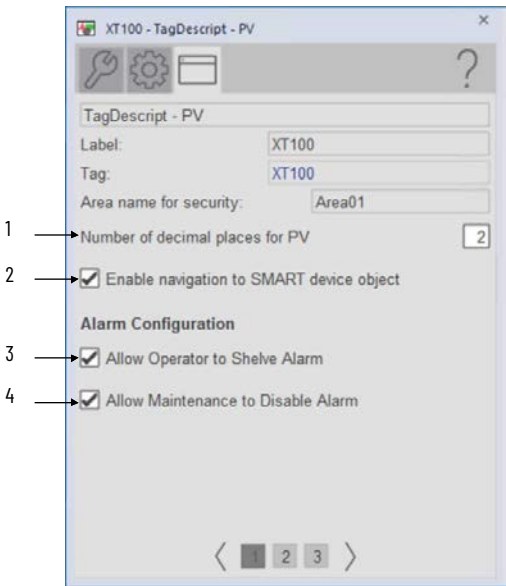 XT100 - TagDescript - PV ×
?
TagDescript - PV
Label: XT100
Tag: XT100
Area name for security: Area01
1 Number of decimal places for PV 2
2 Enable navigation to SMART device object
Alarm Configuration
3 Allow Operator to Shelve Alarm
4 Allow Maintenance to Disable Alarm
1 2 3